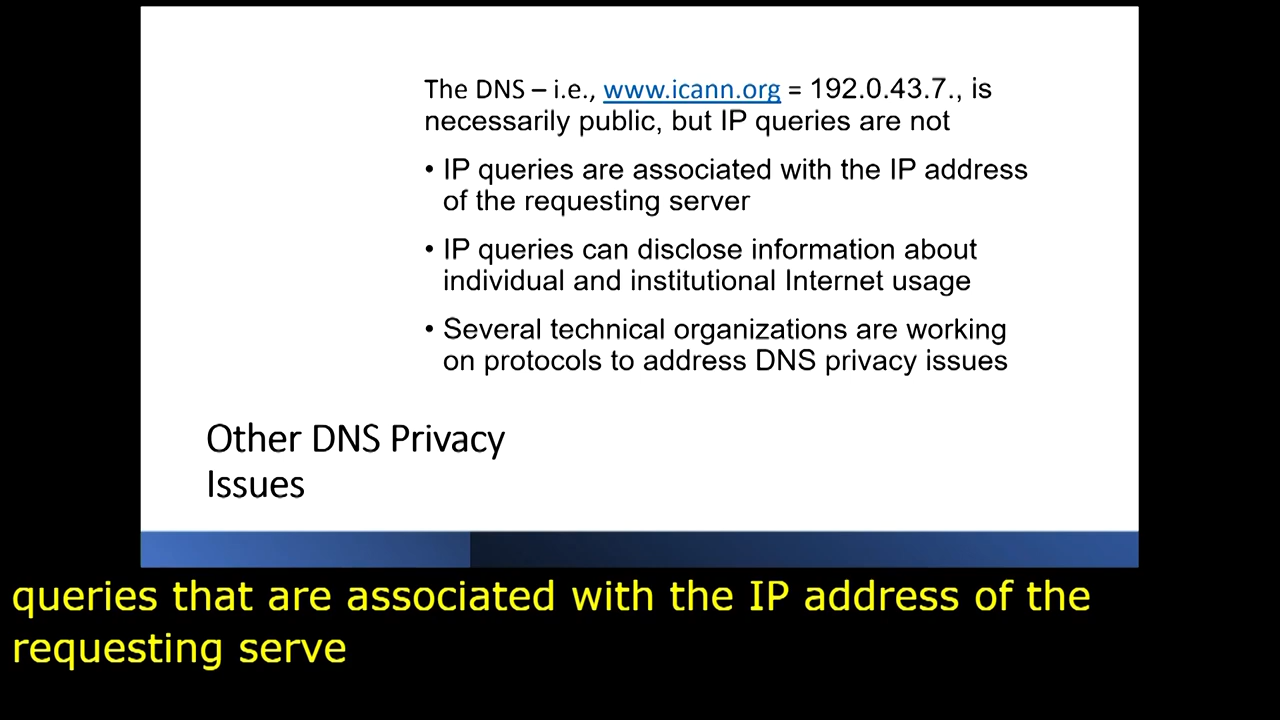 The DNS – i.e., www.icann.org = 192.0.43.7., is
necessarily public, but IP queries are not
• IP queries are associated with the IP address
of the requesting server
• IP queries can disclose information about
individual and institutional Internet usage
• Several technical organizations are working
on protocols to address DNS privacy issues
Other DNS Privacy
Issues
queries that are associated with the IP address of the
requesting serve